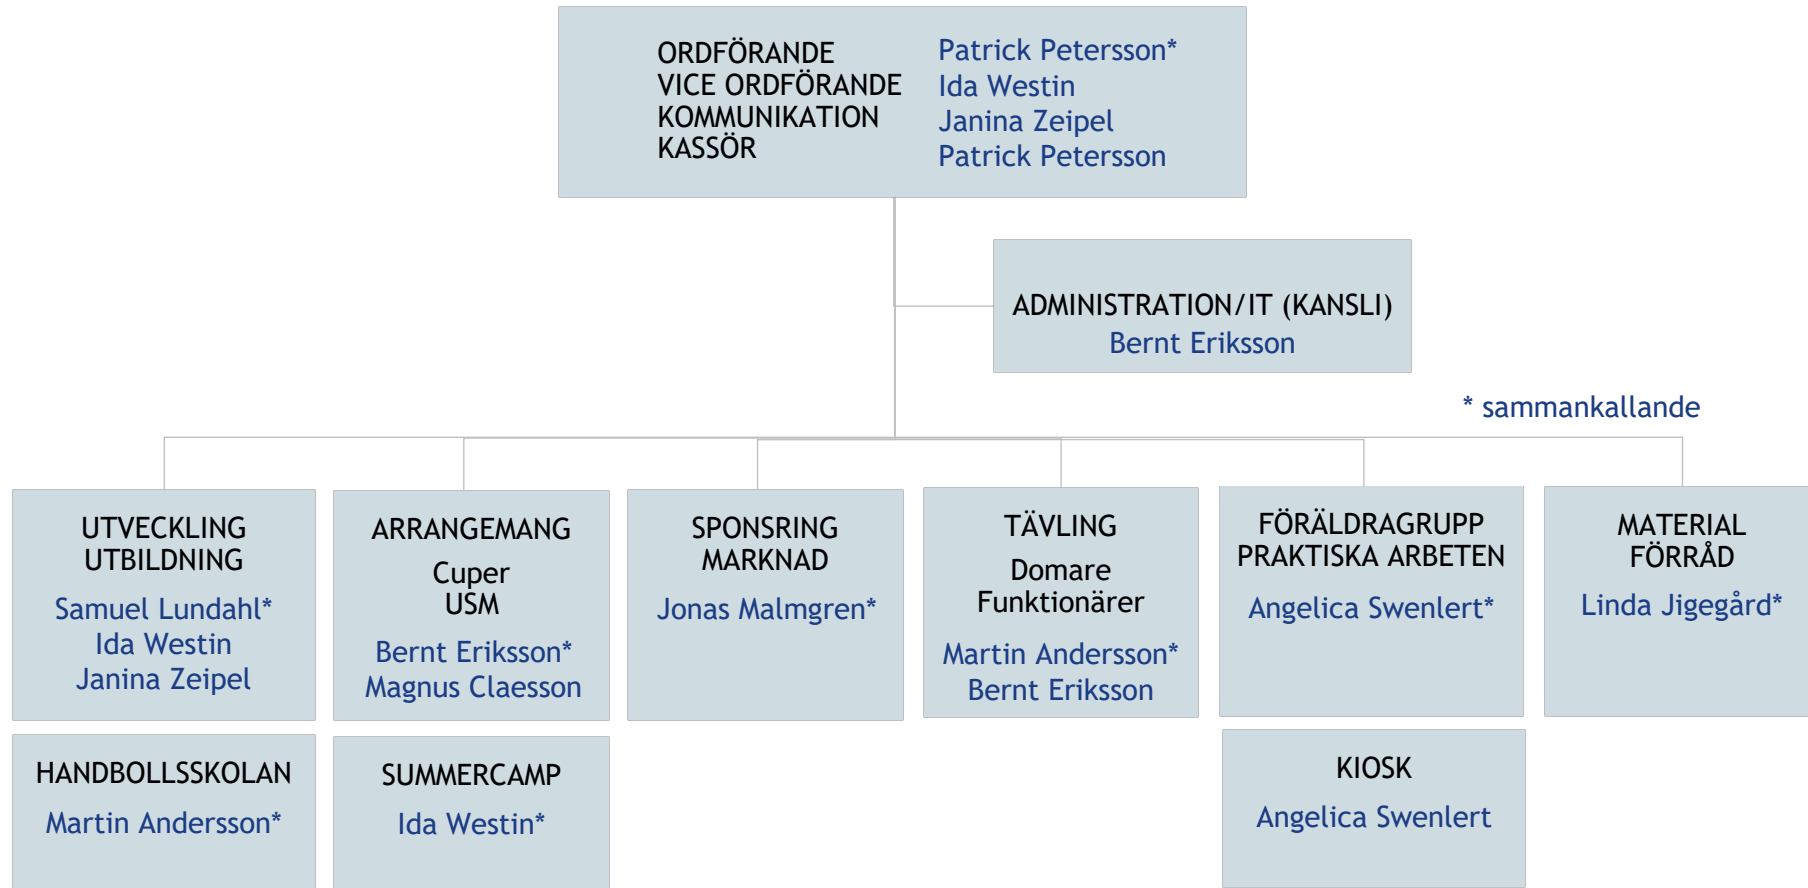 ORDFÖRANDE
VICE ORDFÖRANDE
KOMMUNIKATION
KASSÖR
Patrick Petersson*
Ida Westin
Janina Zeipel
Patrick Petersson
ADMINISTRATION/IT (KANSLI)
Bernt Eriksson
* sammankallande
UTVECKLING
UTBILDNING
Samuel Lundahl*
Ida Westin
Janina Zeipel
ARRANGEMANG
Cuper
USM
Bernt Eriksson*
Magnus Claesson
SPONSRING
MARKNAD
Jonas Malmgren*
TÄVLING
Domare
Funktionärer
Martin Andersson*
Bernt Eriksson
FÖRÄLDRAGRUPP
PRAKTISKA ARBETEN
Angelica Swenlert*
MATERIAL
FÖRRÅD
Linda Jigegård*
HANDBOLLSSKOLAN
Martin Andersson*
SUMMERCAMP
Ida Westin*
KIOSK
Angelica Swenlert